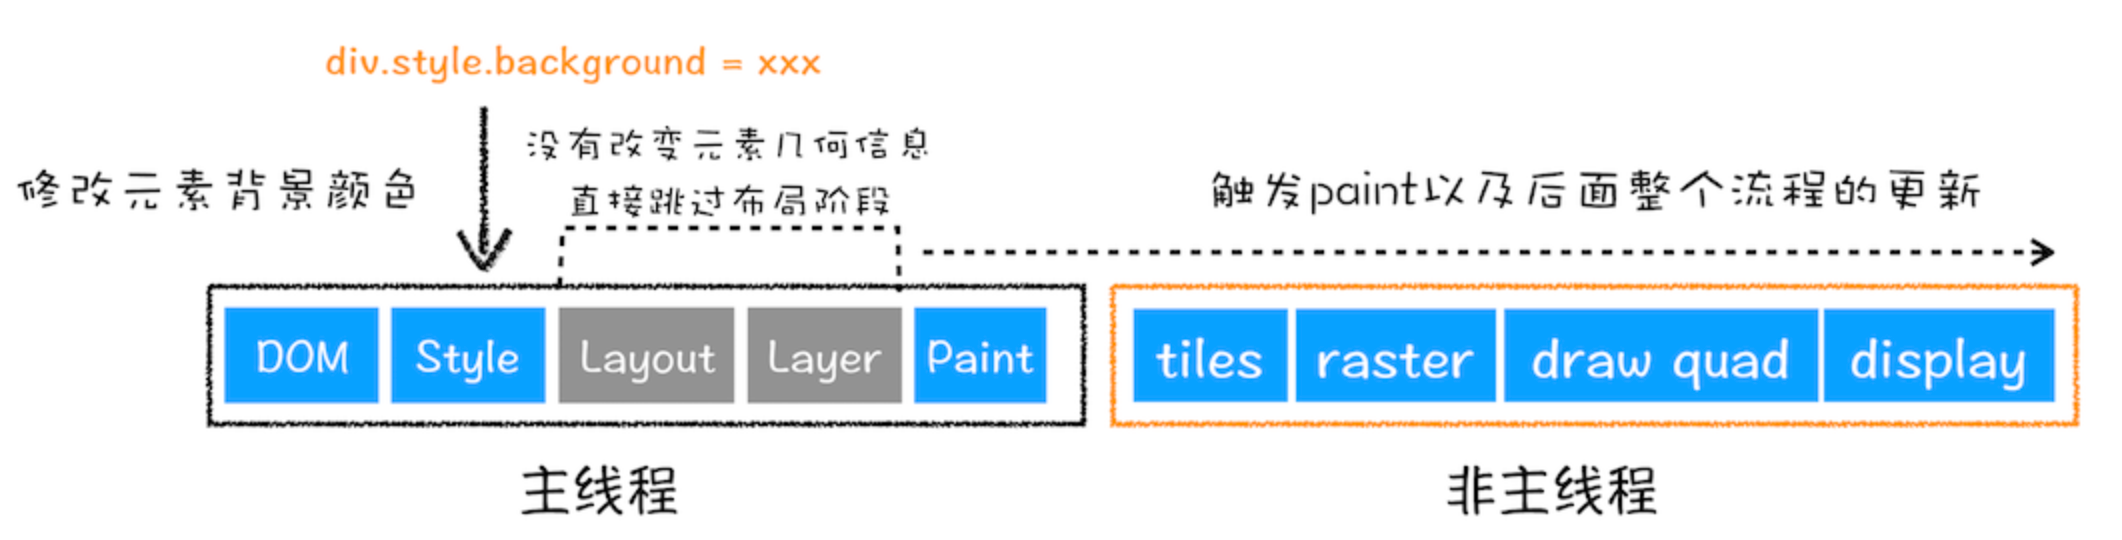 div.style.background = xxx
没有改变元素几何信息
修改元素背景颜色
直接跳过布局阶段
触发paint以及后面整个流程的更新
DOM Style Layout Layer Paint
tiles raster draw quad display
主线程
非主线程